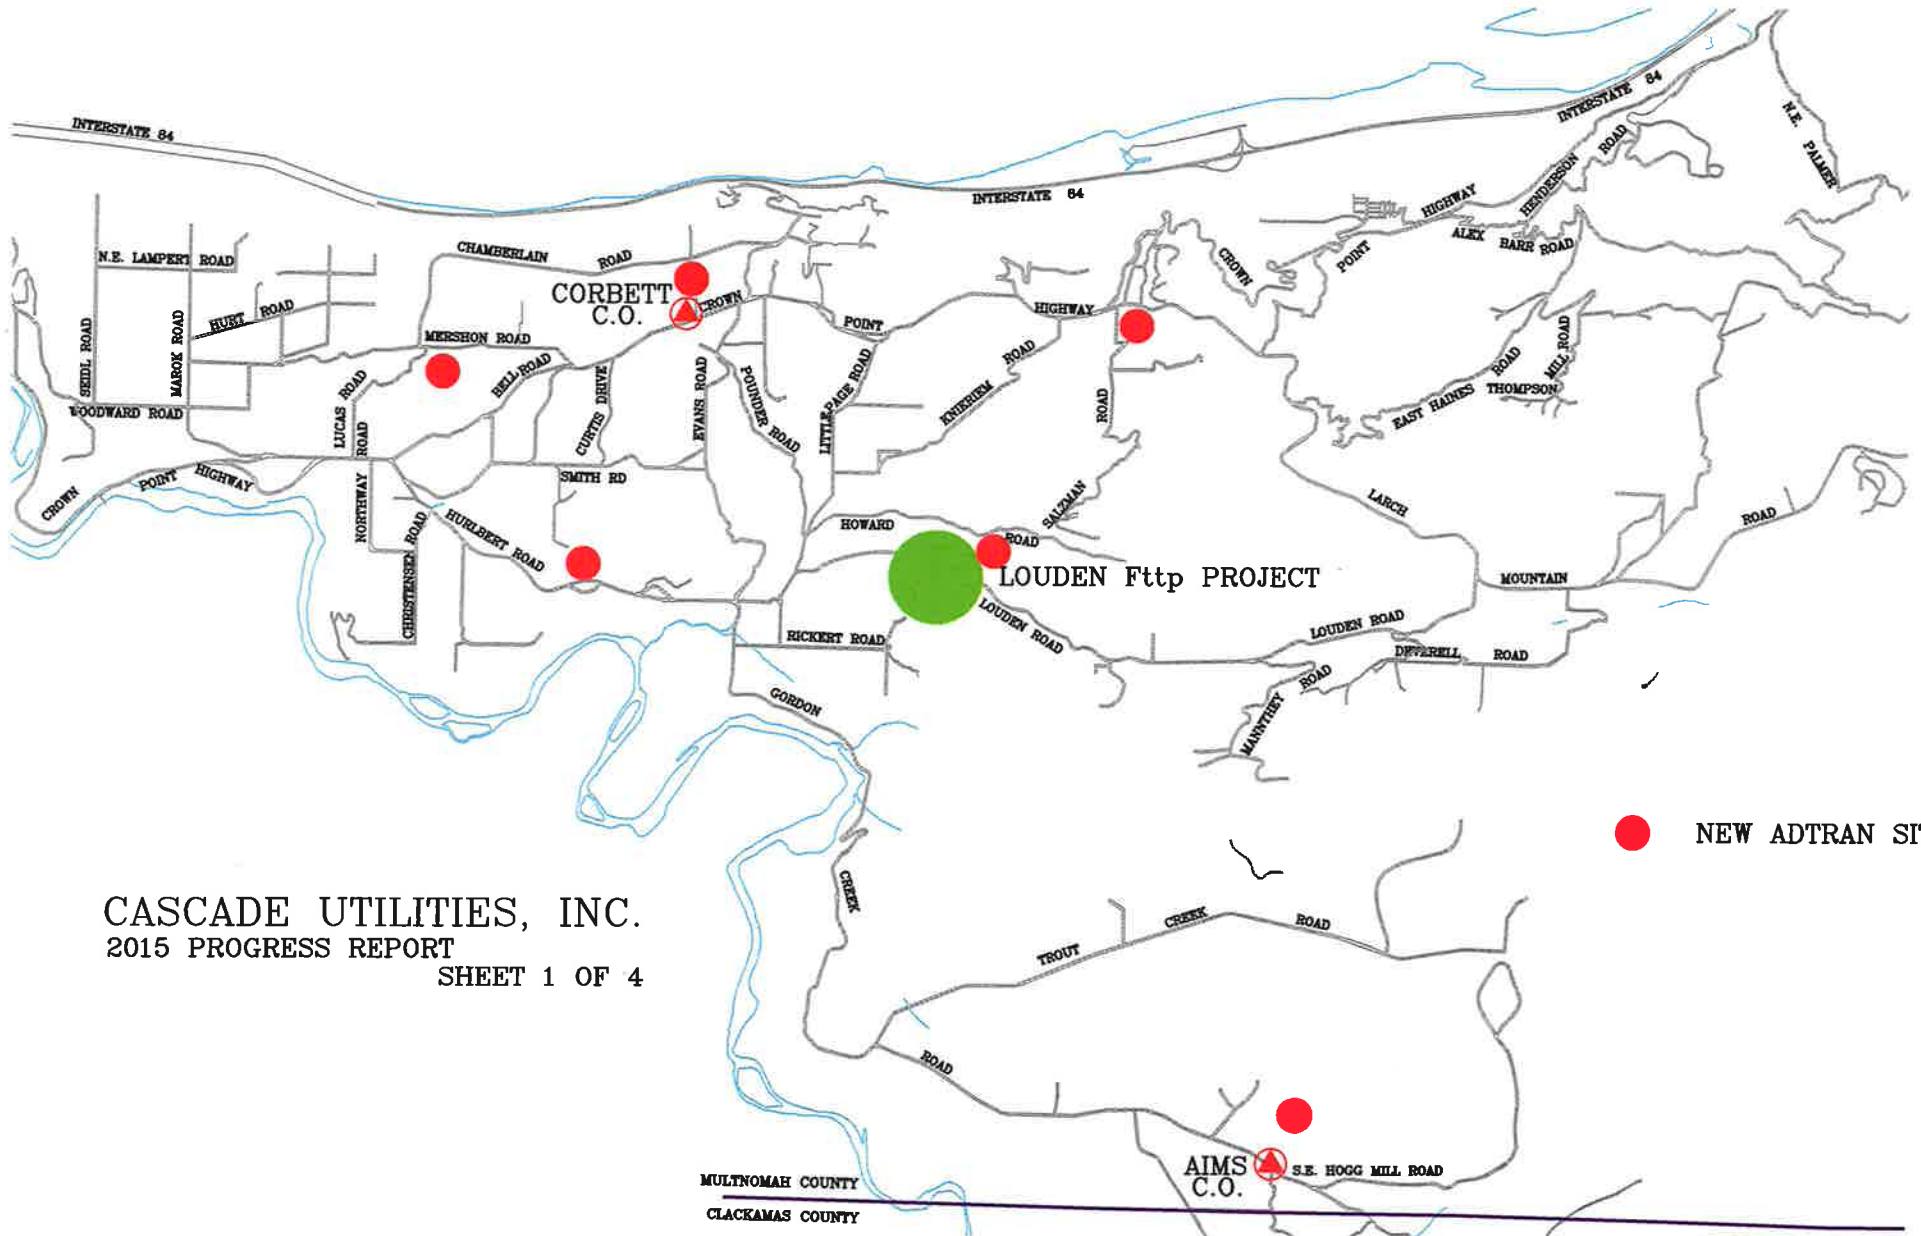 INTERSTATE 84
INTERSTATE 84
INTERSTATE 84
N.E. PALMER
HENDERSON ROAD
HIGHWAY
ALEX BARR ROAD
POINT
CROWN
N.E. LAMPERT ROAD
CHAMBERLAIN ROAD
CORBETT
C.O.
CROWN
POINT
HIGHWAY
HURT ROAD
MERSHON ROAD
SEIDL ROAD
MAROK ROAD
BELL ROAD
LUCAS ROAD
CURTIS DRIVE
EVANS ROAD
POUNDER ROAD
LITTLEPAGE ROAD
KNIERIEM ROAD
ROAD
EAST HAINES ROAD
THOMPSON MILL ROAD
WOODWARD ROAD
CROWN POINT HIGHWAY
NORTHWAY ROAD
SMITH RD
HURLBERT ROAD
CHRISTENSEN ROAD
HOWARD ROAD
SALZMAN
LARCH
MOUNTAIN
ROAD
LOUDEN Fttp PROJECT
LOUDEN ROAD
LOUDEN ROAD
RICKERT ROAD
DEVERELL ROAD
MANNTHEY ROAD
GORDON
CREEK
ROAD
NEW ADTRAN SI
CASCADE UTILITIES, INC.
2015 PROGRESS REPORT
SHEET 1 OF 4
TROUT CREEK ROAD
AIMS
C.O.
S.E. HOGG MILL ROAD
MULTNOMAH COUNTY
CLACKAMAS COUNTY